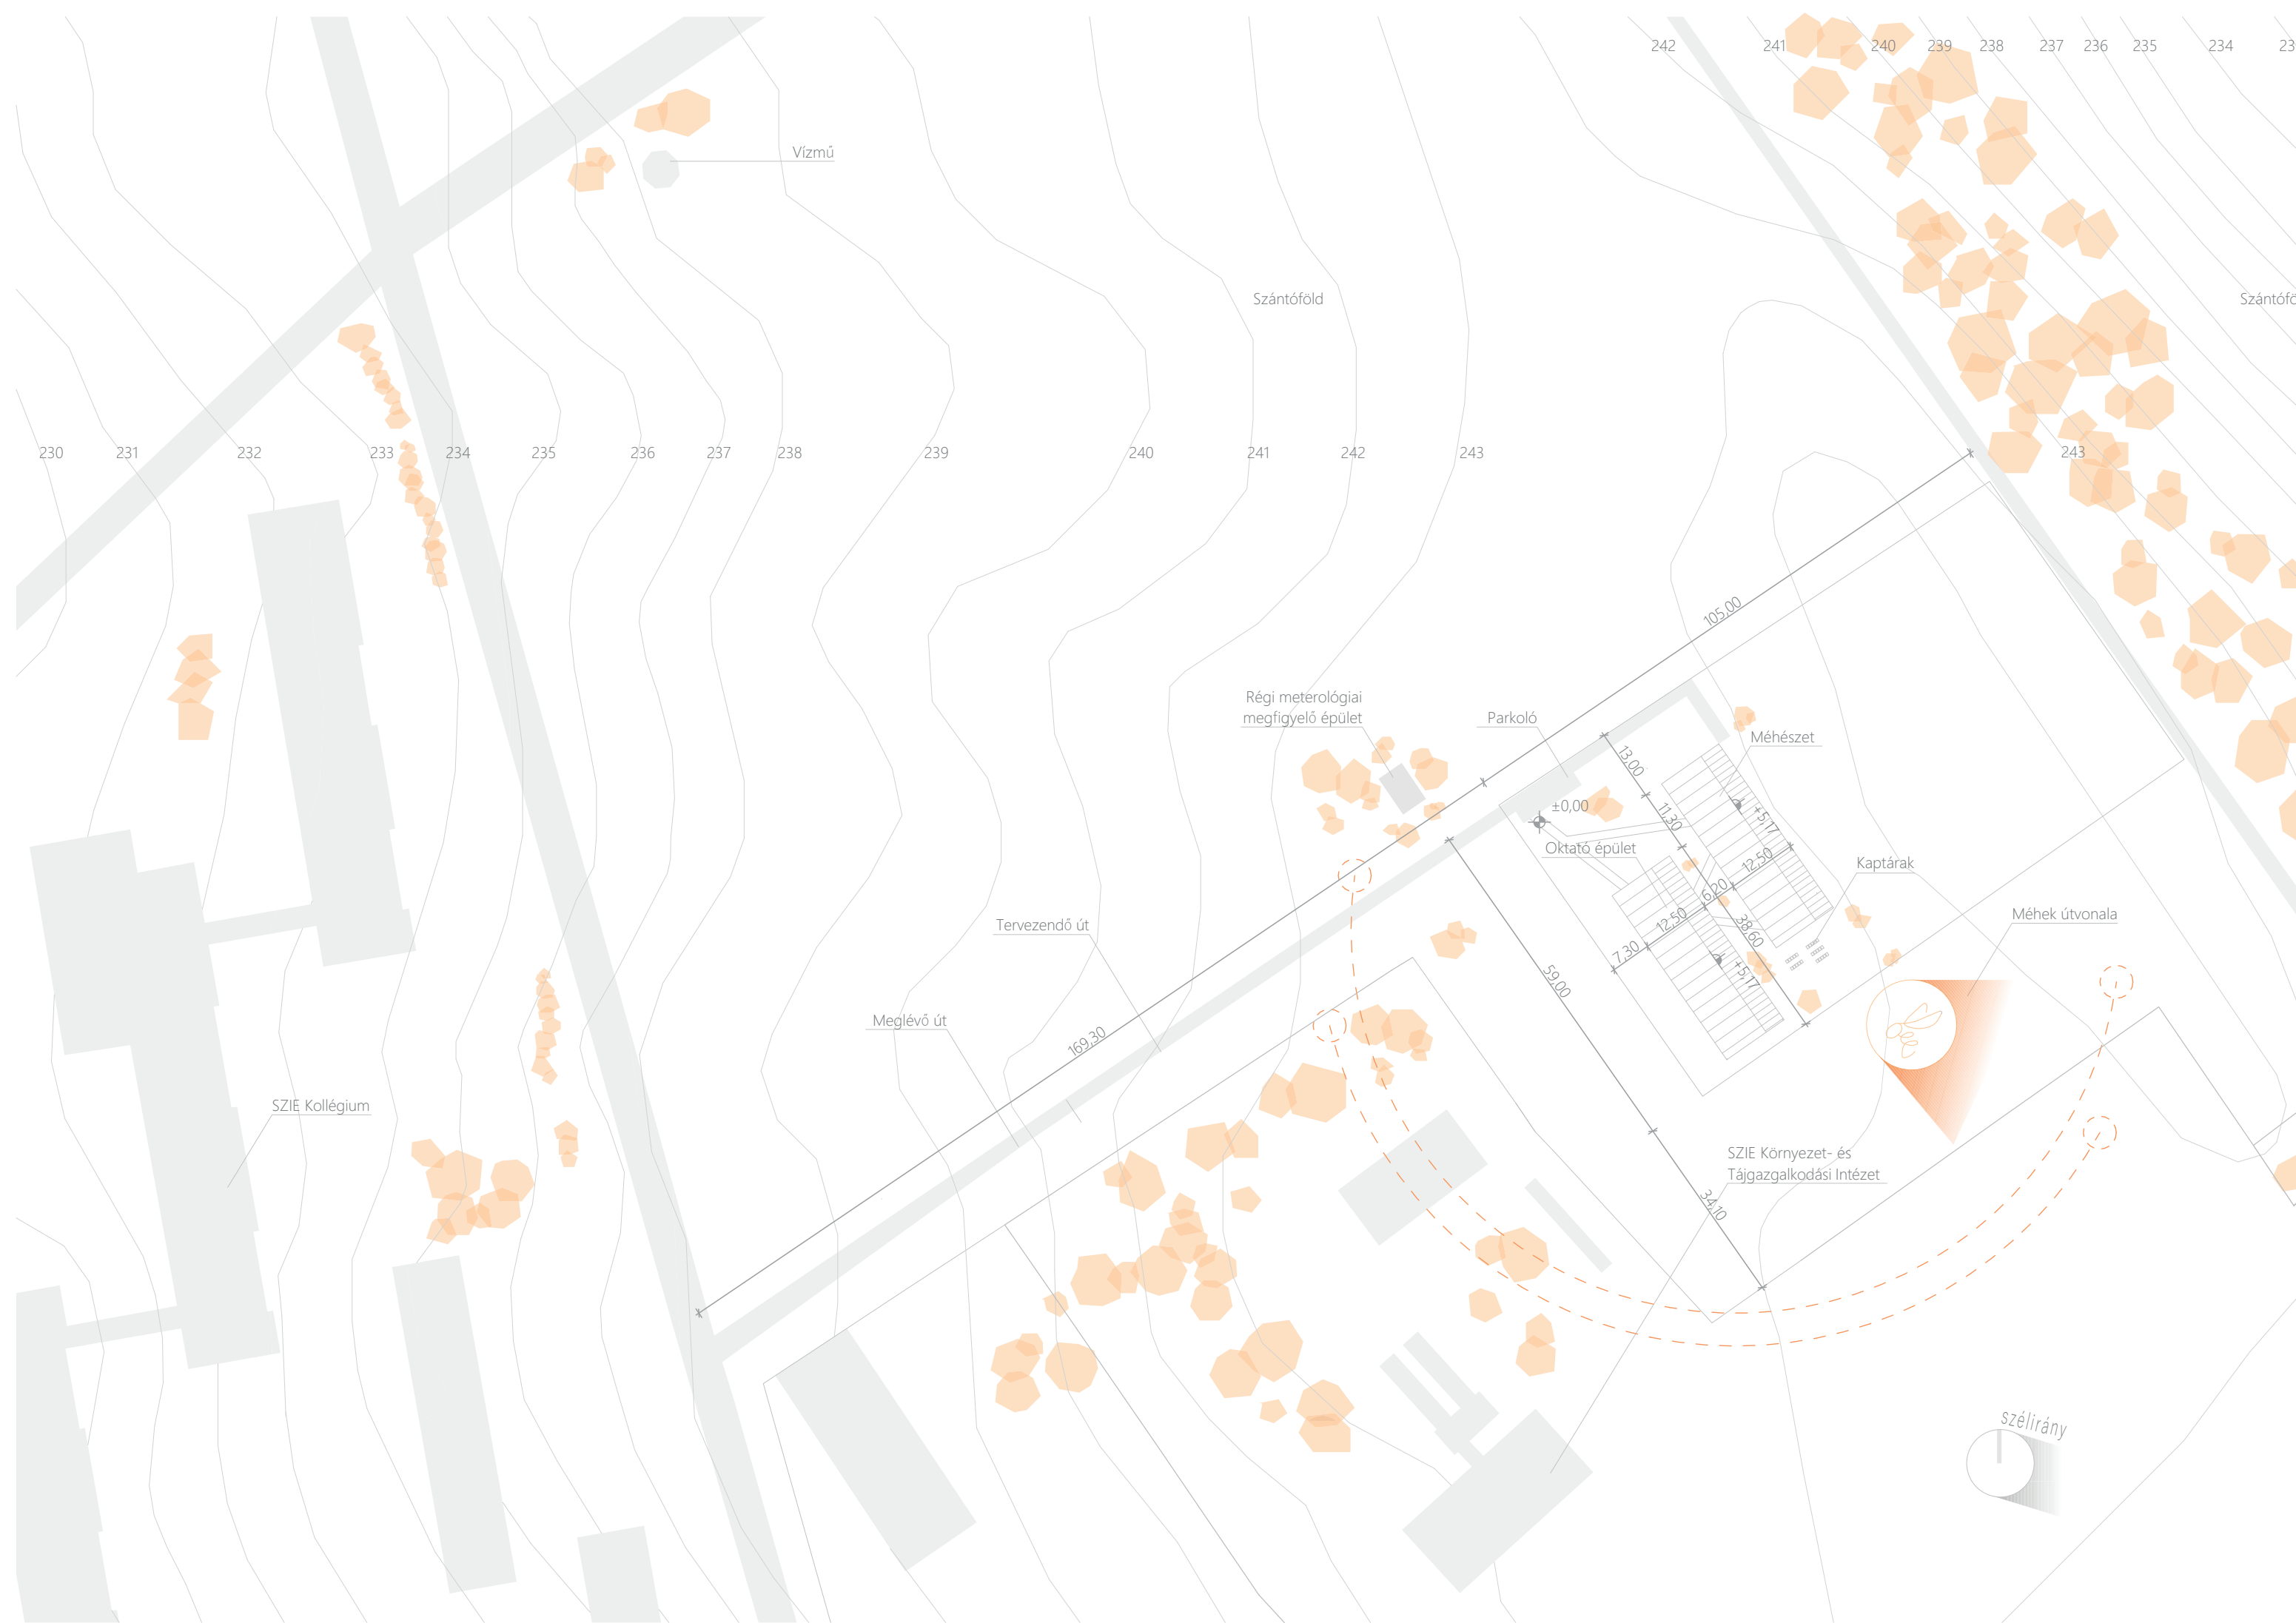 242
241
240
239
238
237
236
235
234
Vízmű
Szántóföld
230
231
232
233
234
235
236
237
238
239
240
241
242
243
243
105,00
Régi meterológiai
megfigyelő épület
Parkoló
13,00
Méhészet
±0,00
11,30
+5,17
Oktató épület
12,50
Kaptárak
6,20
12,50
38,60
7,30
+5,17
Méhek útvonala
Tervezendő út
59,00
Meglévő út
169,30
SZIE Kollégium
SZIE Környezet- és
Tájgazgalkodási Intézet
34,10
szélirány